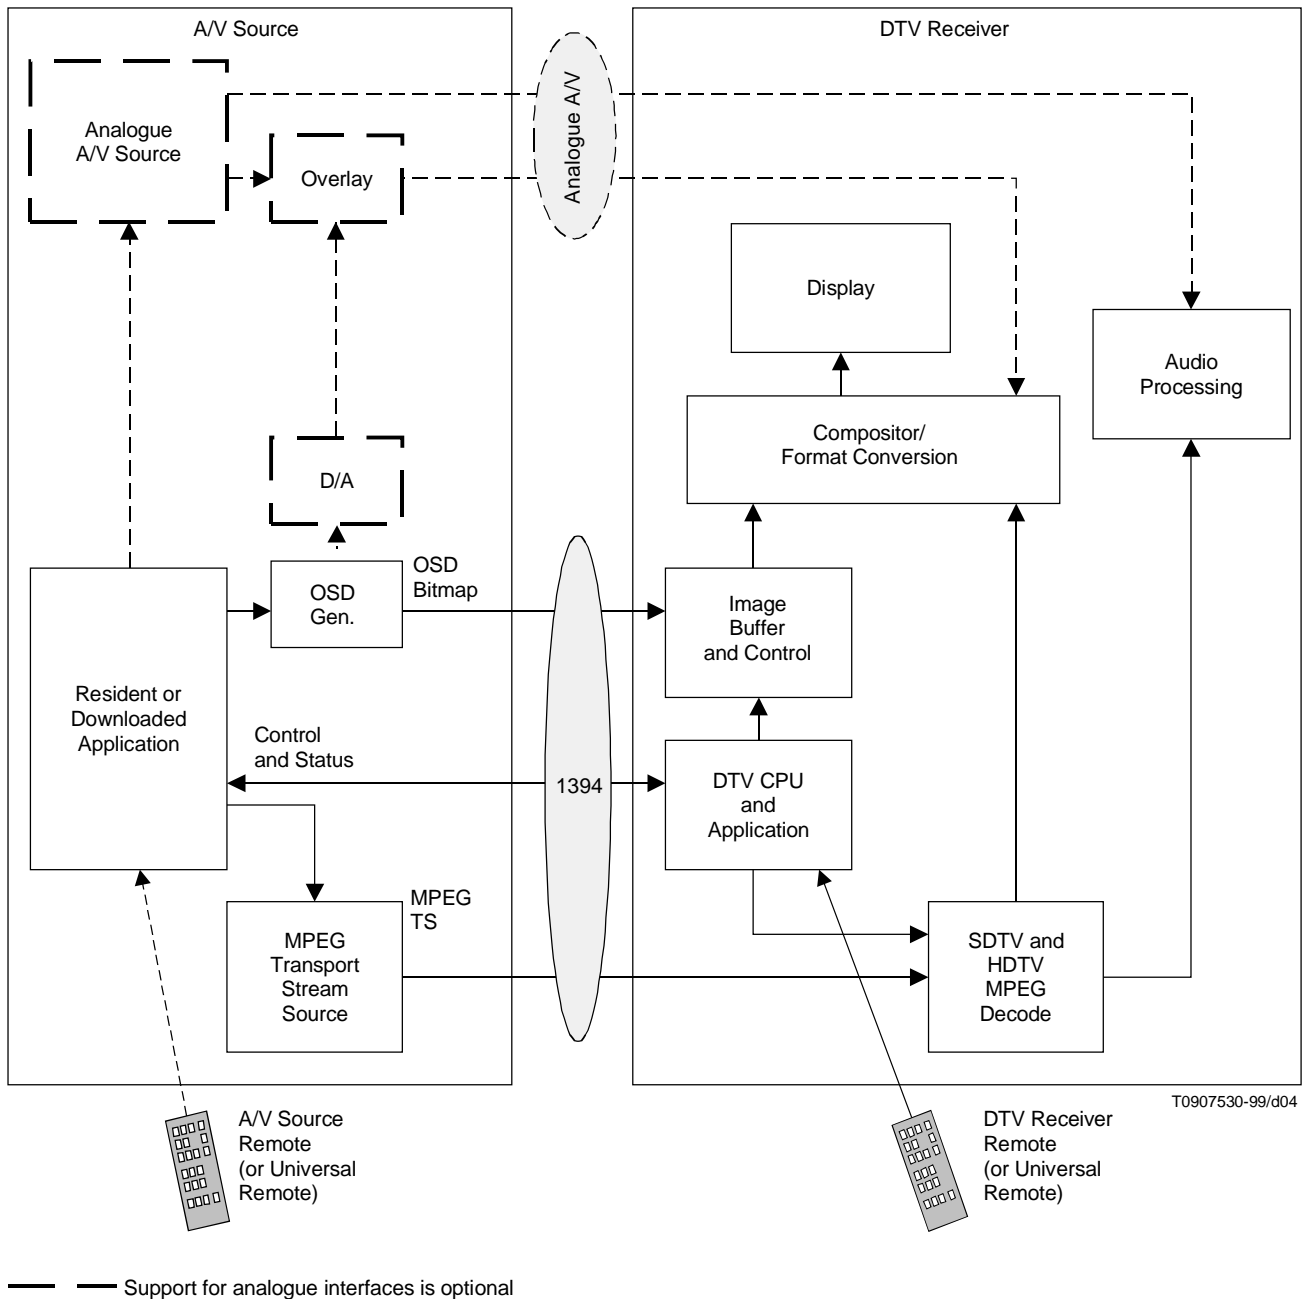 A/V Source
DTV Receiver
Analogue A/V
Analogue
A/V Source
Overlay
Display
Audio
Processing
Compositor/
Format Conversion
D/A
OSD
Bitmap
OSD
Gen.
Image
Buffer
and Control
Resident or
Downloaded
Application
Control
and Status
1394
DTV CPU
and
Application
MPEG
TS
MPEG
Transport
Stream
Source
SDTV and
HDTV
MPEG
Decode
T0907530-99/d04
A/V Source
Remote
(or Universal
Remote)
DTV Receiver
Remote
(or Universal
Remote)
Support for analogue interfaces is optional